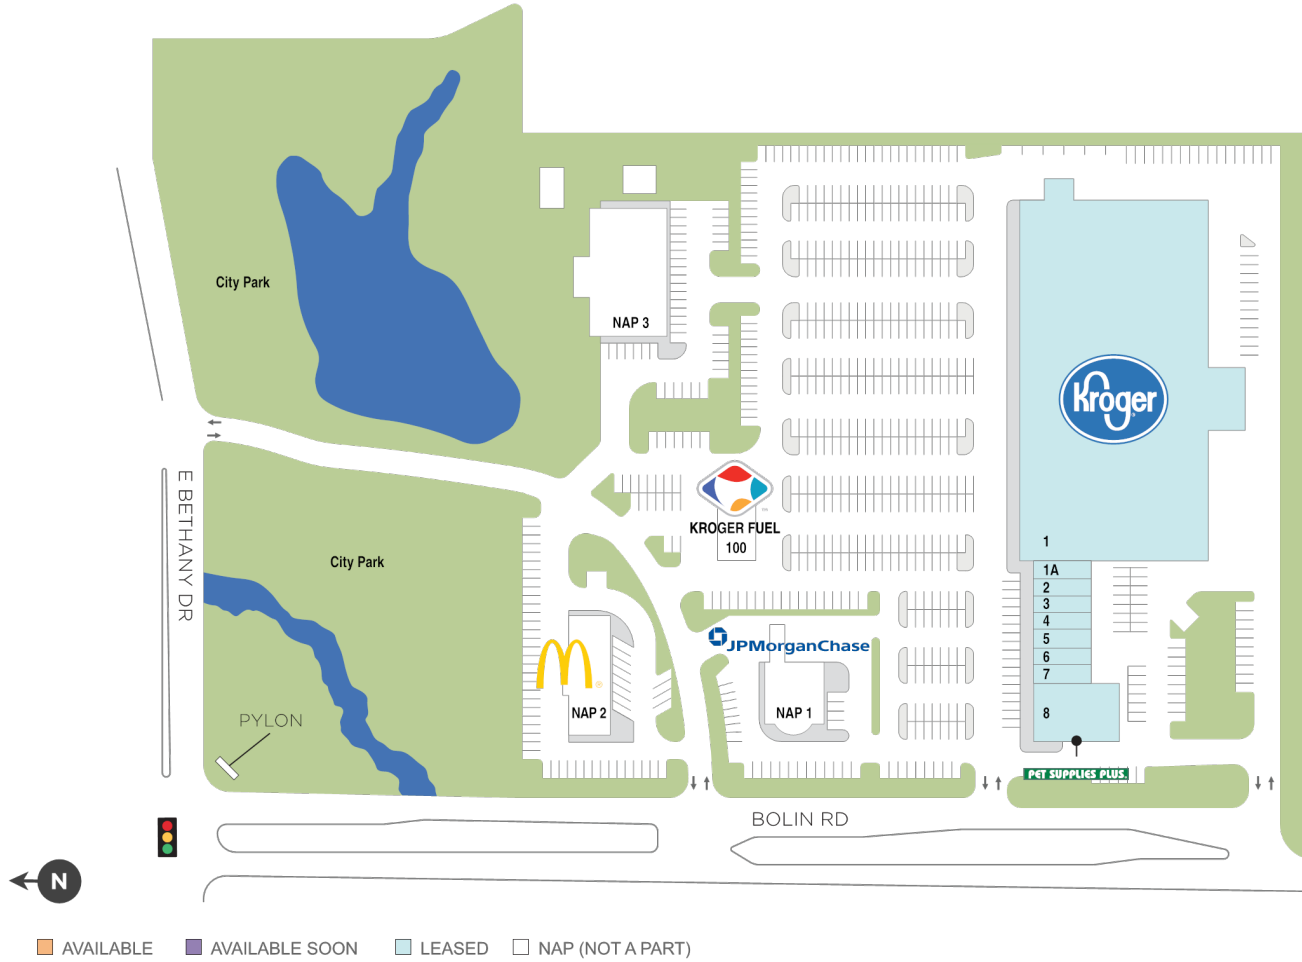 City Park
NAP 3
Kroger
KROGER FUEL
100
E BETHANY DR
City Park
1
1A
2
3
4
5
6
7
8
JPMorganChase
NAP 2
NAP 1
PYLON
PET SUPPLIES PLUS.
BOLIN RD
N
AVAILABLE
AVAILABLE SOON
LEASED
NAP (NOT A PART)